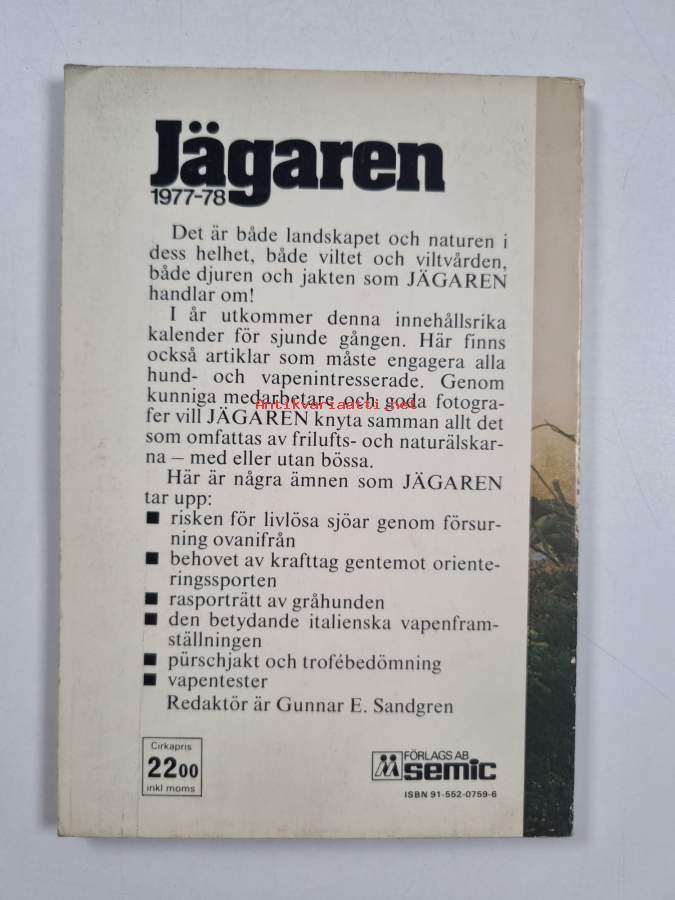 Jägaren
1977-78
Det är både landskapet och naturen i
dess helhet, både viltet och viltvården,
både djuren och jakten som JÄGAREN
handlar om!
I år utkommer denna innehållsrika
kalender för sjunde gången. Här finns
också artiklar som måste engagera alla
hund- och vapenintresserade. Genom
kunniga medarbetare och goda fotogra-
Antikvariaatti.net
fer vill JÄGAREN knyta samman allt det
som omfattas av frilufts- och naturälskar-
na – med eller utan bössa.
Här är några ämnen som JÄGAREN
tar upp:
■ risken för livlösa sjöar genom försur-
ning ovanifrån
■ behovet av krafttag gentemot oriente-
ringssporten
■ rasporträtt av gråhunden
■ den betydande italienska vapenfram-
ställningen
■ pürschjakt och trofébedömning
■ vapentester
Redaktör är Gunnar E. Sandgren
Cirkapris
2200
inkl moms
FÖRLAGS AB
semic
ISBN 91-552-0759-6